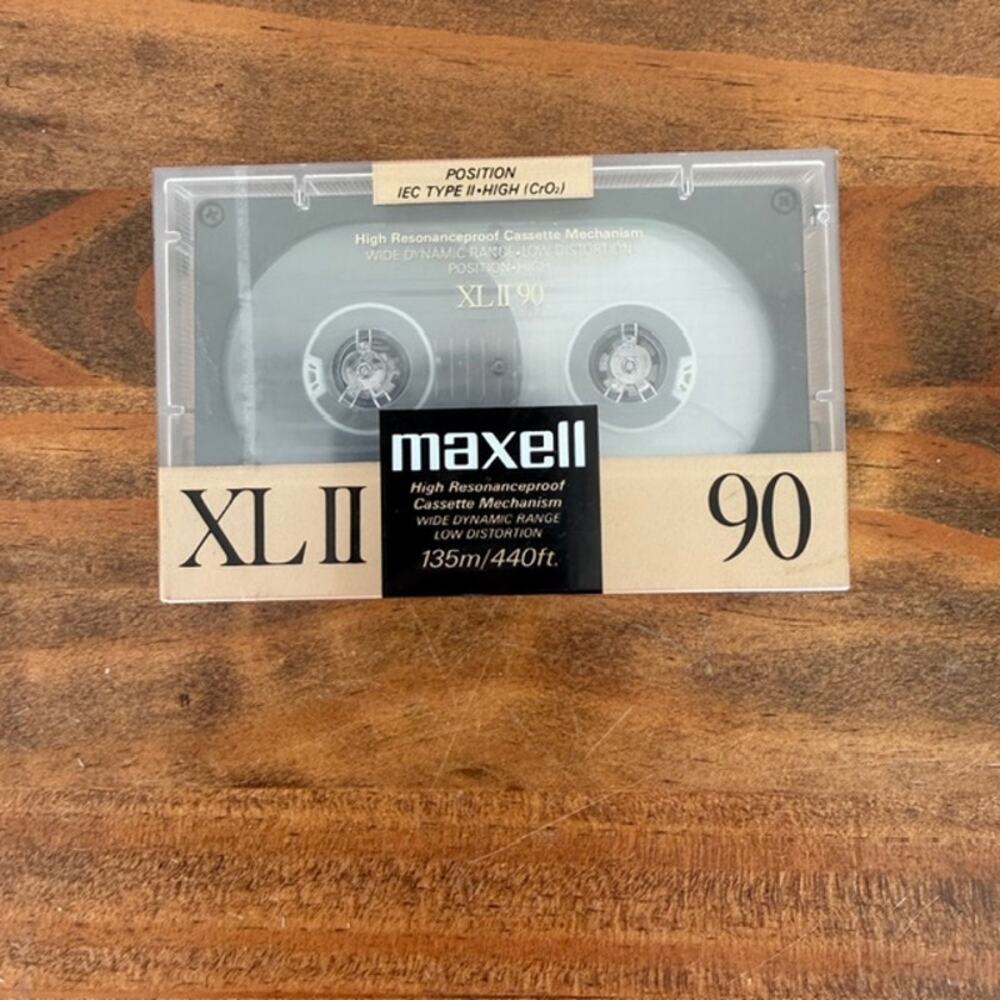 POSITION
IEC TYPE II•HIGH (CrO₂)
High Resonanceproof Cassette Mechanism
WIDE DYNAMIC RANGE•LOW DISTORTION
POSITION•HIGH
XL II 90
maxell
High Resonanceproof
Cassette Mechanism
WIDE DYNAMIC RANGE
LOW DISTORTION
135m/440ft.
XL II
90